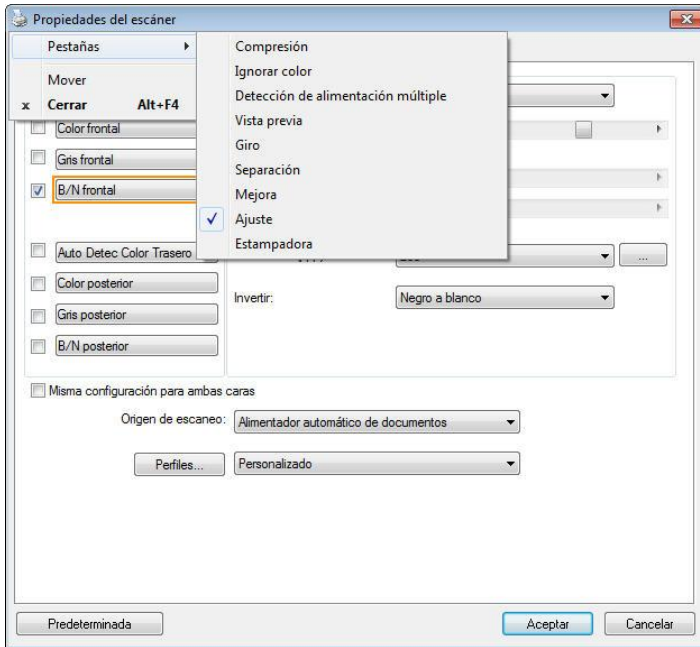 Propiedades del escáner
Pestañas
Mover
x Cerrar Alt+F4
Compresión
Ignorar color
Detección de alimentación múltiple
Vista previa
Giro
Separación
Mejora
Ajuste
Estampadora
Color frontal
Gris frontal
B/N frontal
Auto Detec Color Trasero
Color posterior
Gris posterior
B/N posterior
...
Invertir: Negro a blanco
Misma configuración para ambas caras
Origen de escaneo: Alimentador automático de documentos
Perfiles... Personalizado
Predeterminada Aceptar Cancelar